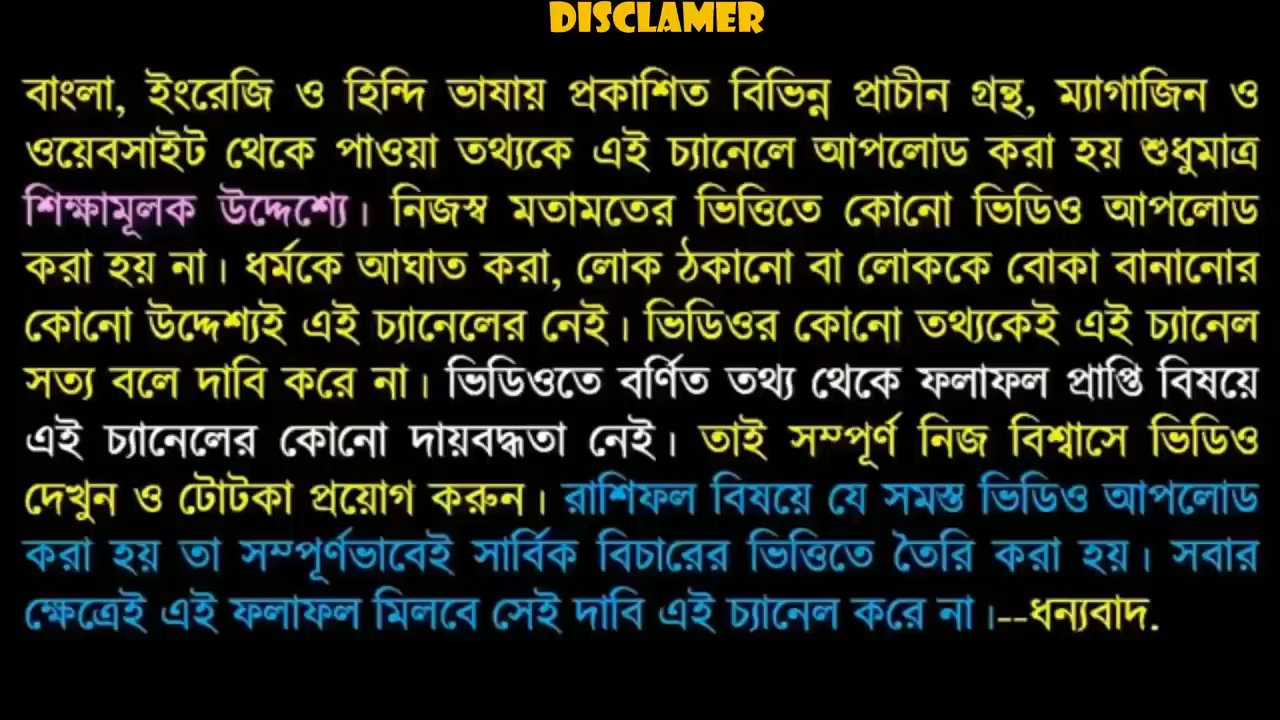 DISCLAMER
বাংলা, ইংরেজি ও হিন্দি ভাষায় প্রকাশিত বিভিন্ন প্রাচীন গ্রন্থ, ম্যাগাজিন ও
ওয়েবসাইট থেকে পাওয়া তথ্যকে এই চ্যানেলে আপলোড করা হয় শুধুমাত্র
শিক্ষামূলক উদ্দেশ্যে। নিজস্ব মতামতের ভিত্তিতে কোনো ভিডিও আপলোড
করা হয় না। ধর্মকে আঘাত করা, লোক ঠকানো বা লোককে বোকা বানানোর
কোনো উদ্দেশ্যই এই চ্যানেলের নেই। ভিডিওর কোনো তথ্যকেই এই চ্যানেল
সত্য বলে দাবি করে না। ভিডিওতে বর্ণিত তথ্য থেকে ফলাফল প্রাপ্তি বিষয়ে
এই চ্যানেলের কোনো দায়বদ্ধতা নেই। তাই সম্পূর্ণ নিজ বিশ্বাসে ভিডিও
দেখুন ও টোটকা প্রয়োগ করুন। রাশিফল বিষয়ে যে সমস্ত ভিডিও আপলোড
করা হয় তা সম্পূর্ণভাবেই সার্বিক বিচারের ভিত্তিতে তৈরি করা হয়। সবার
ক্ষেত্রেই এই ফলাফল মিলবে সেই দাবি এই চ্যানেল করে না।--ধন্যবাদ.